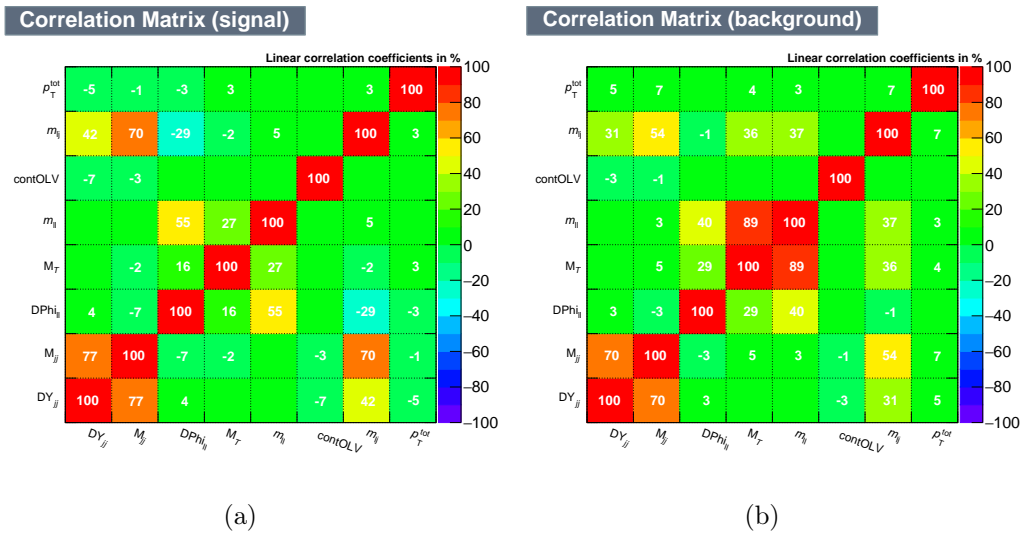 Correlation Matrix (signal)
Linear correlation coefficients in %
p_T^tot -5 -1 -3 3 3 100
m_lj 42 70 -29 -2 5 100 3
contOLV -7 -3 100
m_ll 55 27 100 5
M_T -2 16 100 27 -2 3
DPhi_ll 4 -7 100 16 55 -29 -3
M_jj 77 100 -7 -2 -3 70 -1
DY_jj 100 77 4 -7 42 -5
DY_jj M_jj DPhi_ll M_T m_ll contOLV m_lj p_T^tot
100
80
60
40
20
0
−20
−40
−60
−80
−100
(a)
Correlation Matrix (background)
Linear correlation coefficients in %
p_T^tot 5 7 4 3 7 100
m_lj 31 54 -1 36 37 100 7
contOLV -3 -1 100
m_ll 3 40 89 100 37 3
M_T 5 29 100 89 36 4
DPhi_ll 3 -3 100 29 40 -1
M_jj 70 100 -3 5 3 -1 54 7
DY_jj 100 70 3 -3 31 5
DY_jj M_jj DPhi_ll M_T m_ll contOLV m_lj p_T^tot
100
80
60
40
20
0
−20
−40
−60
−80
−100
(b)